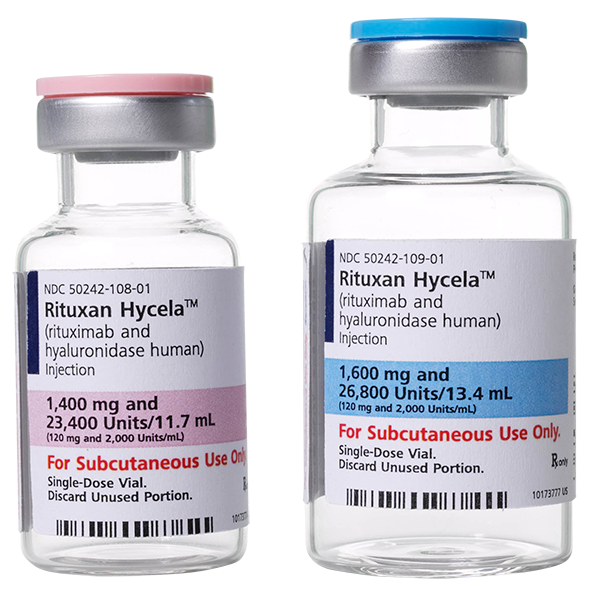 NDC 50242-108-01
Rituxan Hycela™
(rituximab and
hyaluronidase human)
Injection
1,400 mg and
23,400 Units/11.7 mL
(120 mg and 2,000 Units/mL)
For Subcutaneous Use Only
Single-Dose Vial.
Discard Unused Portion.
NDC 50242-109-01
Rituxan Hycela™
(rituximab and
hyaluronidase human)
Injection
1,600 mg and
26,800 Units/13.4 mL
(120 mg and 2,000 Units/mL)
For Subcutaneous Use Only.
Single-Dose Vial.
Discard Unused Portion.
Rx only
10173777 US